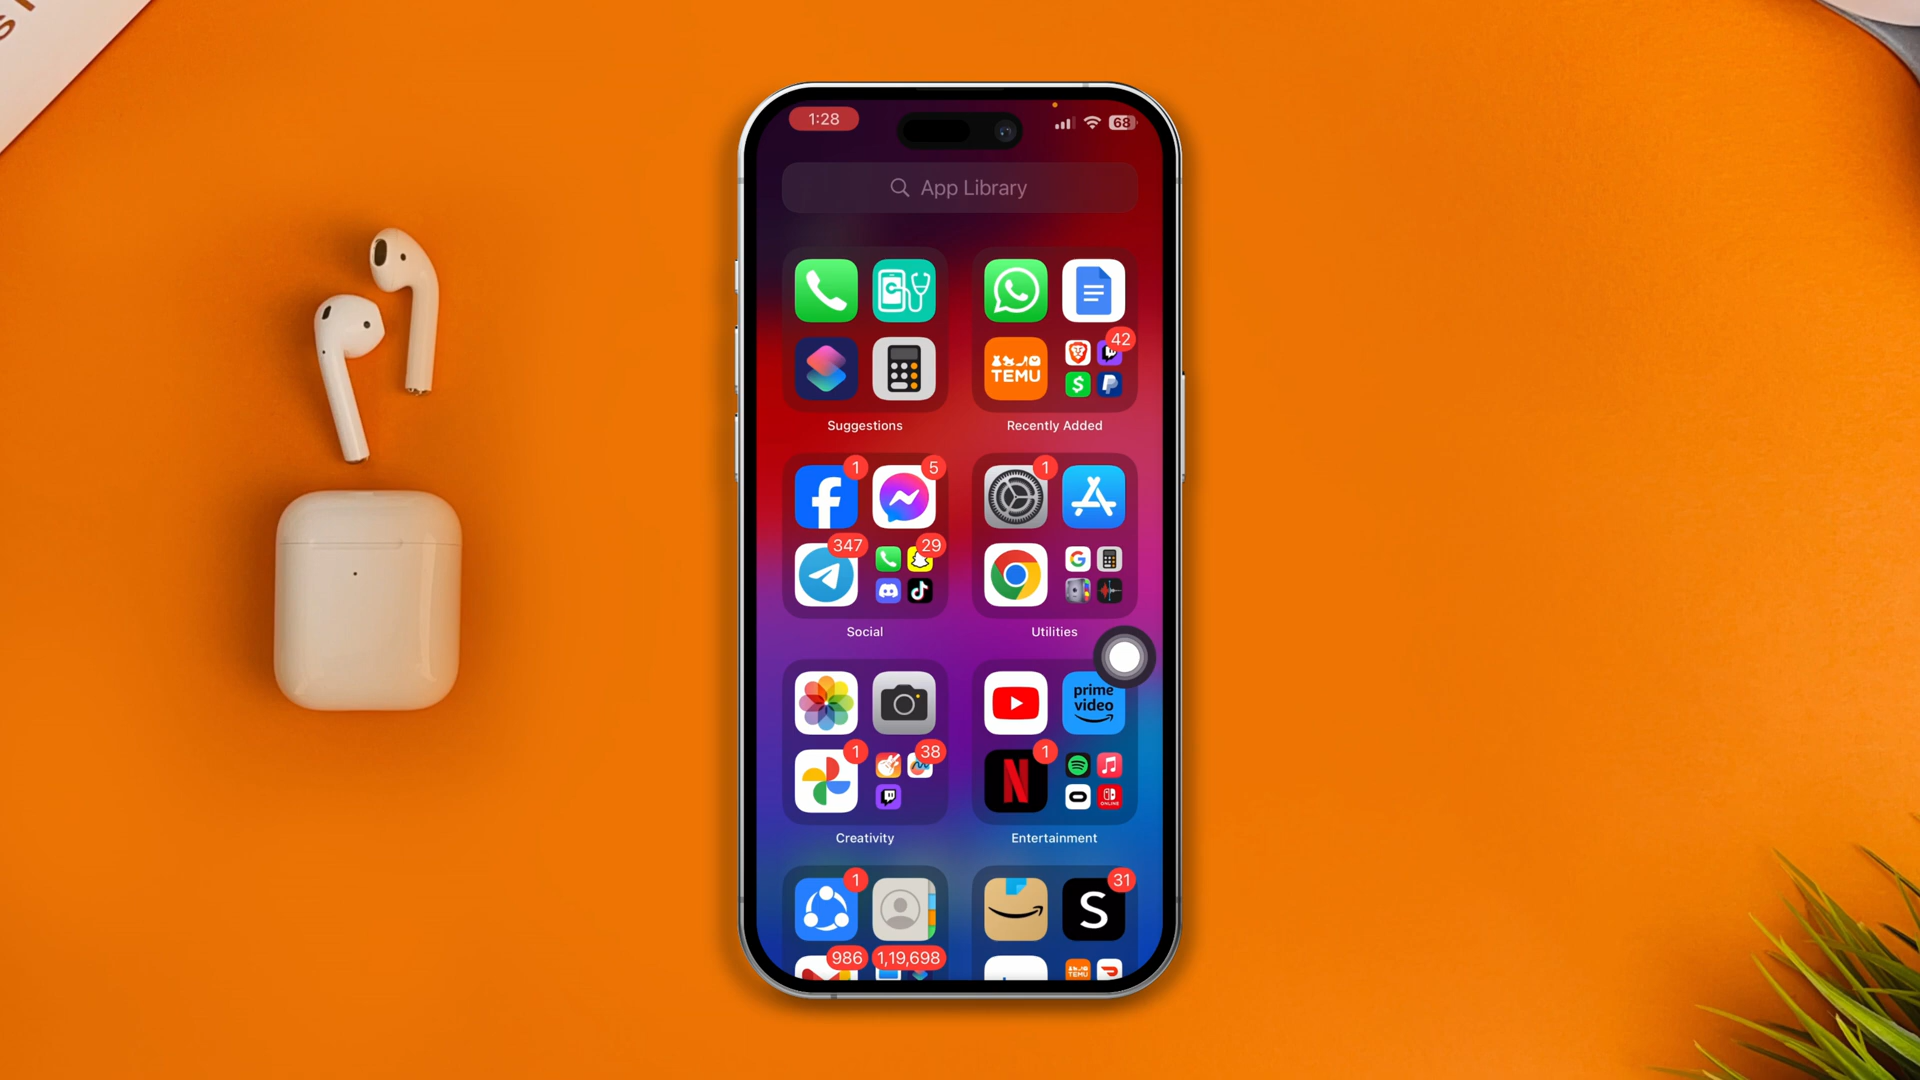 1:28
68
App Library
42
TEMU
Suggestions
Recently Added
1
5
1
347
29
Social
Utilities
prime
video
1
38
1
ONLINE
Creativity
Entertainment
1
31
S
986
1,19,698